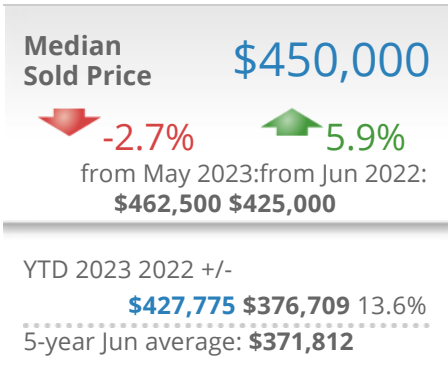 Median
Sold Price
$450,000
-2.7%
5.9%
from May 2023:from Jun 2022:
$462,500 $425,000
YTD 2023 2022 +/-
$427,775 $376,709 13.6%
5-year Jun average: $371,812